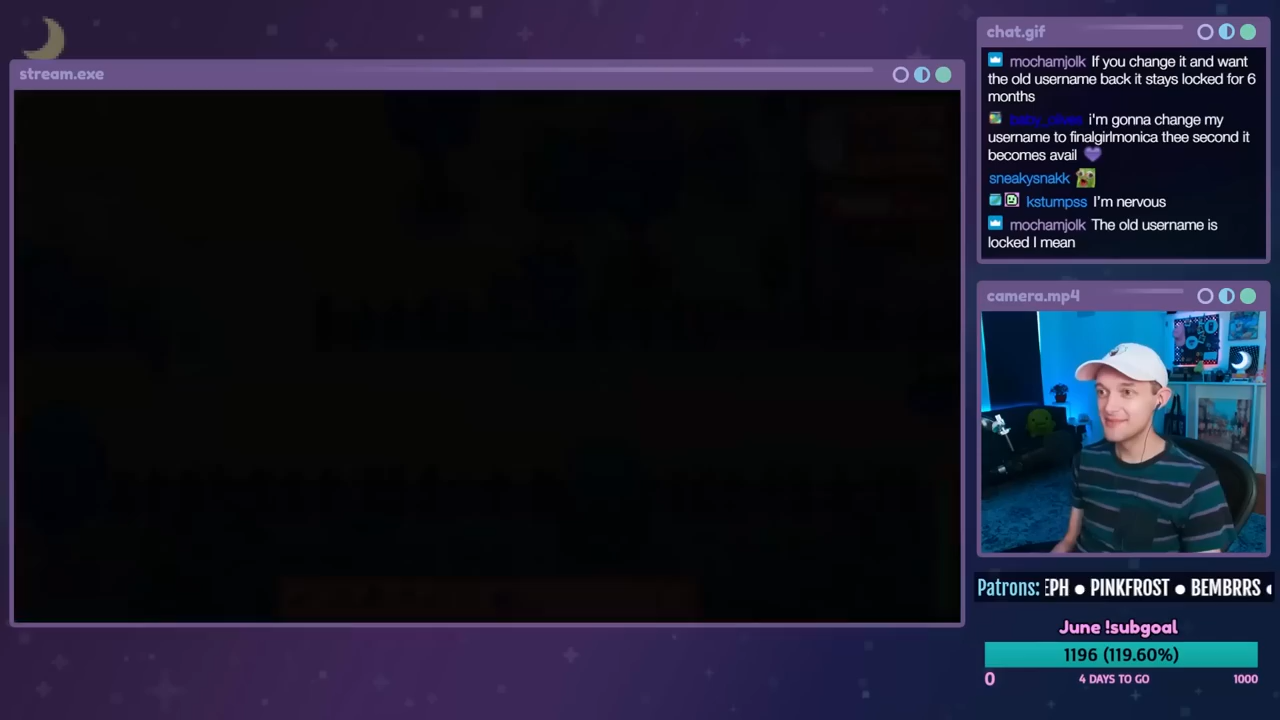 stream.exe
chat.gif
mochamjolk If you change it and want
the old username back it stays locked for 6
months
i'm gonna change my
username to finalgirlmonica thee second it
becomes avail
sneakysnakk
kstumpss I'm nervous
mochamjolk The old username is
locked I mean
camera.mp4
Patrons: EPH ● PINKFROST ● BEMBRRS
June !subgoal
1196 (119.60%)
0 4 DAYS TO GO 1000